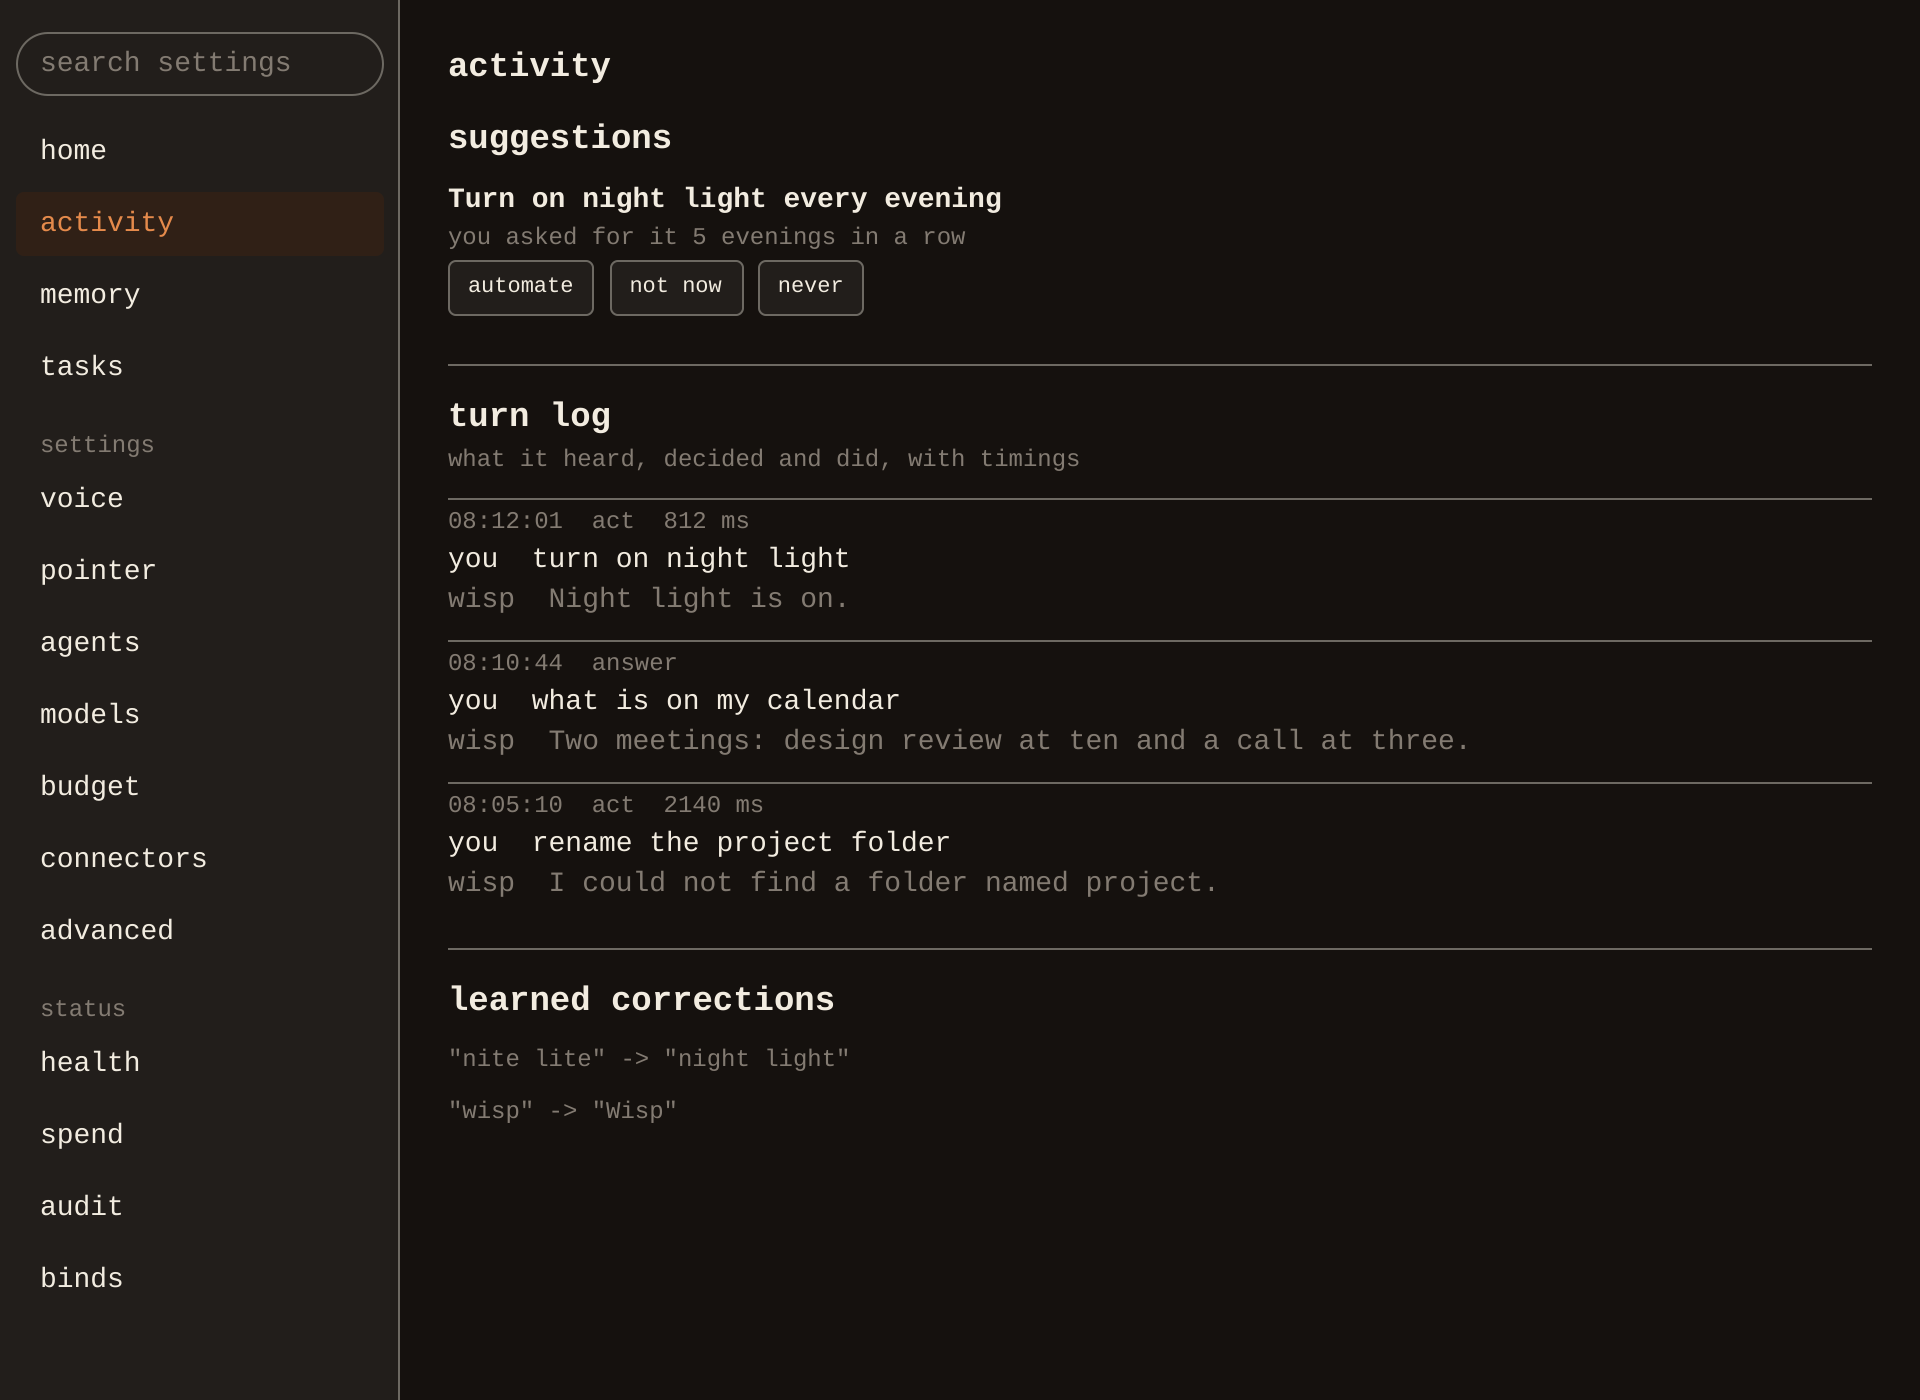 search settings
home
activity
memory
tasks
settings
voice
pointer
agents
models
budget
connectors
advanced
status
health
spend
audit
binds
activity
suggestions
Turn on night light every evening
you asked for it 5 evenings in a row
automate not now never
turn log
what it heard, decided and did, with timings
08:12:01 act 812 ms
you turn on night light
wisp Night light is on.
08:10:44 answer
you what is on my calendar
wisp Two meetings: design review at ten and a call at three.
08:05:10 act 2140 ms
you rename the project folder
wisp I could not find a folder named project.
learned corrections
"nite lite" -> "night light"
"wisp" -> "Wisp"